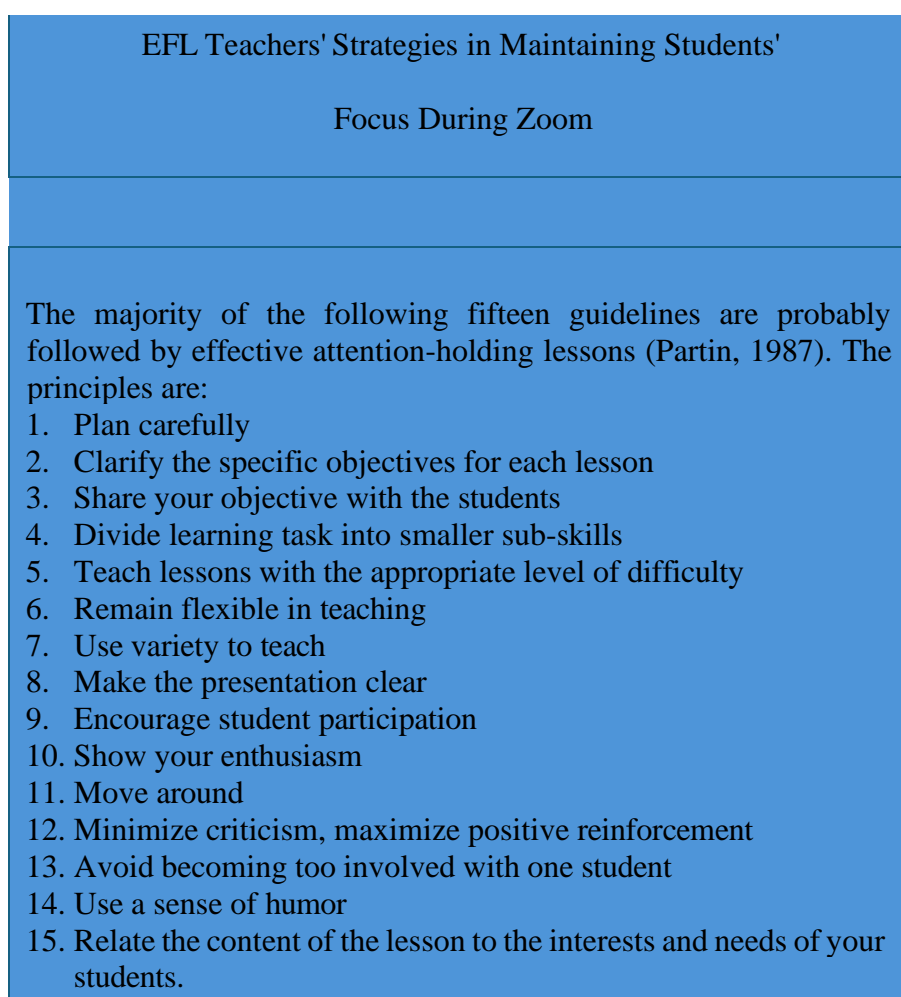 EFL Teachers' Strategies in Maintaining Students'
Focus During Zoom
The majority of the following fifteen guidelines are probably
followed by effective attention-holding lessons (Partin, 1987). The
principles are:
1. Plan carefully
2. Clarify the specific objectives for each lesson
3. Share your objective with the students
4. Divide learning task into smaller sub-skills
5. Teach lessons with the appropriate level of difficulty
6. Remain flexible in teaching
7. Use variety to teach
8. Make the presentation clear
9. Encourage student participation
10. Show your enthusiasm
11. Move around
12. Minimize criticism, maximize positive reinforcement
13. Avoid becoming too involved with one student
14. Use a sense of humor
15. Relate the content of the lesson to the interests and needs of your
students.